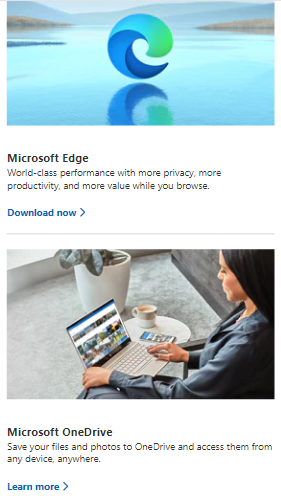 Microsoft Edge
World-class performance with more privacy, more
productivity, and more value while you browse.
Download now >
Microsoft OneDrive
Save your files and photos to OneDrive and access them from
any device, anywhere.
Learn more >